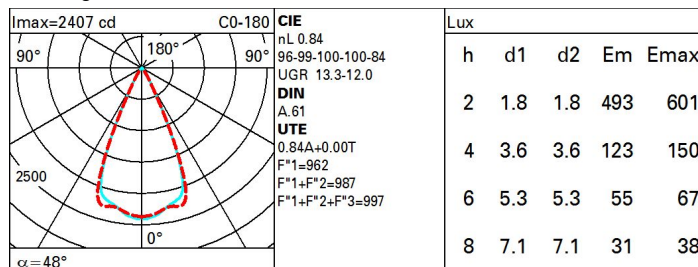 Imax=2407 cd C0-180
90° 180° 90°
2500
0°
α=48°
CIE
nL 0.84
96-99-100-100-84
UGR 13.3-12.0
DIN
A.61
UTE
0.84A+0.00T
F"1=962
F"1+F"2=987
F"1+F"2+F"3=997
Lux
h d1 d2 Em Emax
2 1.8 1.8 493 601
4 3.6 3.6 123 150
6 5.3 5.3 55 67
8 7.1 7.1 31 38